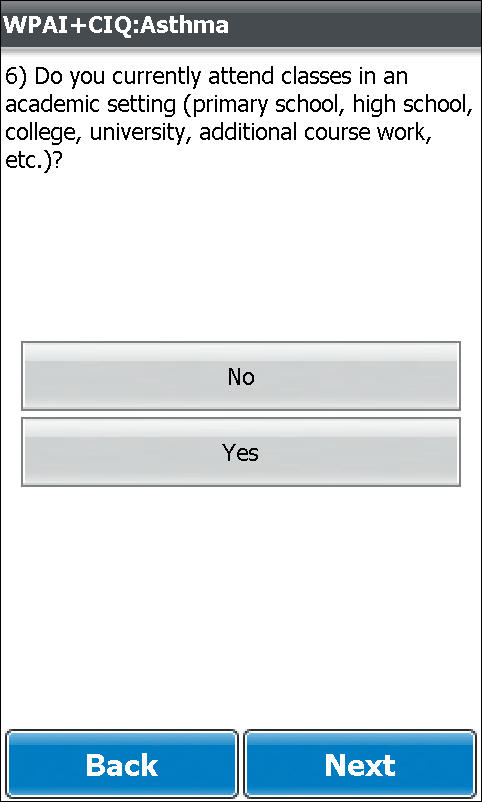 WPAI+CIQ:Asthma
6) Do you currently attend classes in an
academic setting (primary school, high school,
college, university, additional course work,
etc.)?
No
Yes
Back
Next